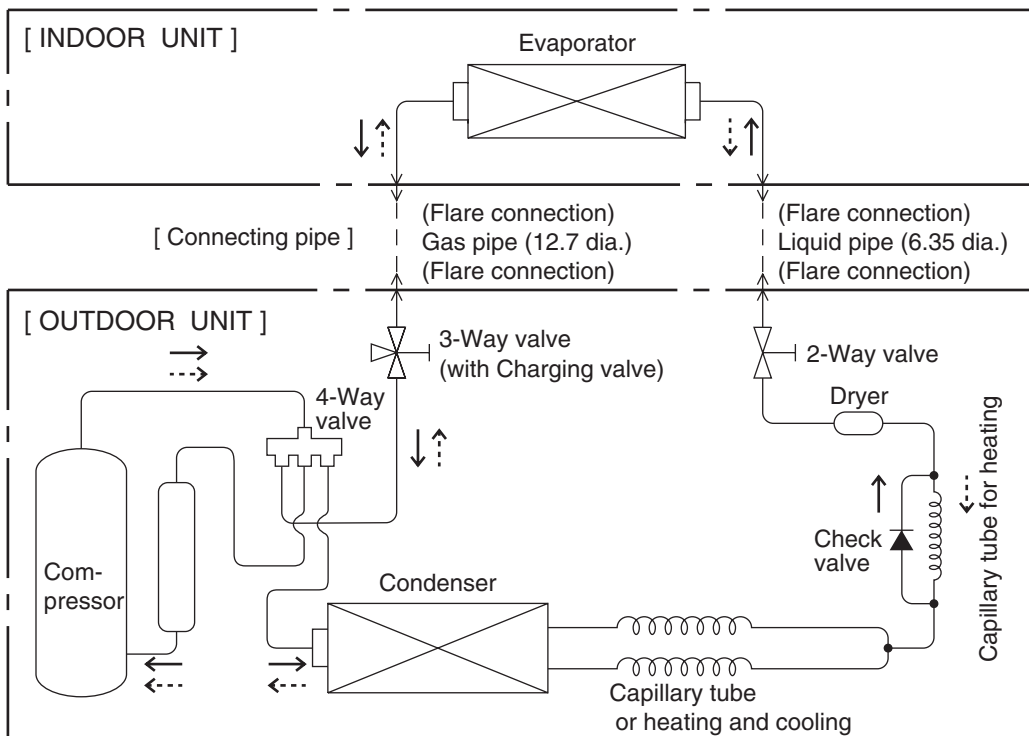 [ INDOOR UNIT ]
Evaporator
[ Connecting pipe ]
(Flare connection)
Gas pipe (12.7 dia.)
(Flare connection)
(Flare connection)
Liquid pipe (6.35 dia.)
(Flare connection)
[ OUTDOOR UNIT ]
3-Way valve
(with Charging valve)
2-Way valve
4-Way
valve
Dryer
Capillary tube for heating
Check
valve
Com-
pressor
Condenser
Capillary tube
or heating and cooling